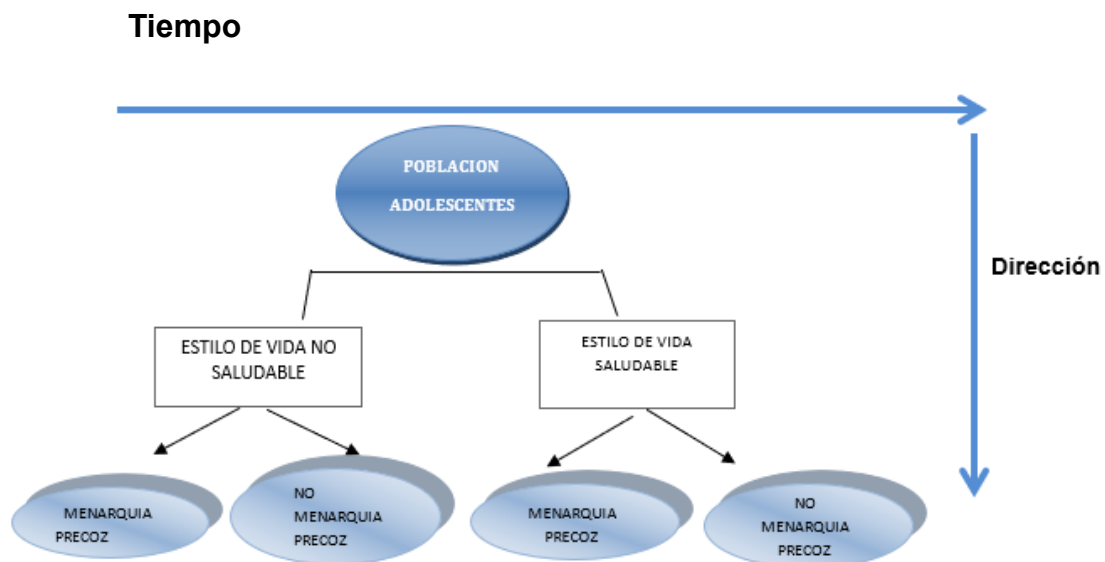 Tiempo
POBLACION
ADOLESCENTES
Dirección
ESTILO DE VIDA NO
SALUDABLE
ESTILO DE VIDA
SALUDABLE
MENARQUIA
PRECOZ
NO
MENARQUIA
PRECOZ
MENARQUIA
PRECOZ
NO
MENARQUIA
PRECOZ